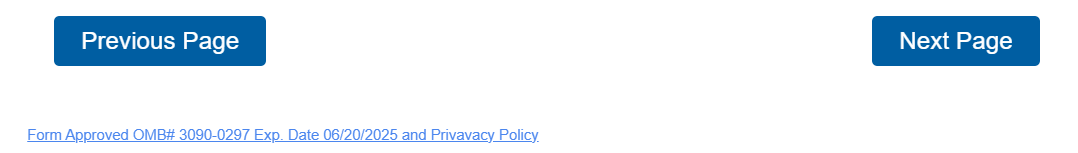 Previous Page Next Page
Form Approved OMB# 3090-0297 Exp. Date 06/20/2025 and Privavacy Policy